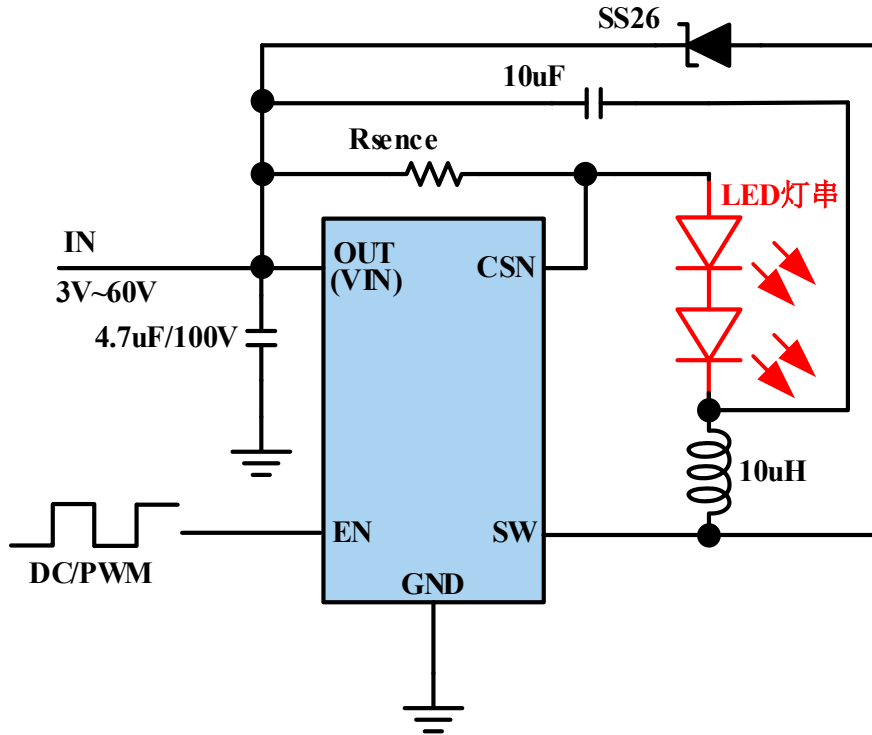 SS26
10uF
Rsence
LED灯串
IN
OUT
(VIN)
CSN
3V~60V
4.7uF/100V
10uH
EN
SW
DC/PWM
GND